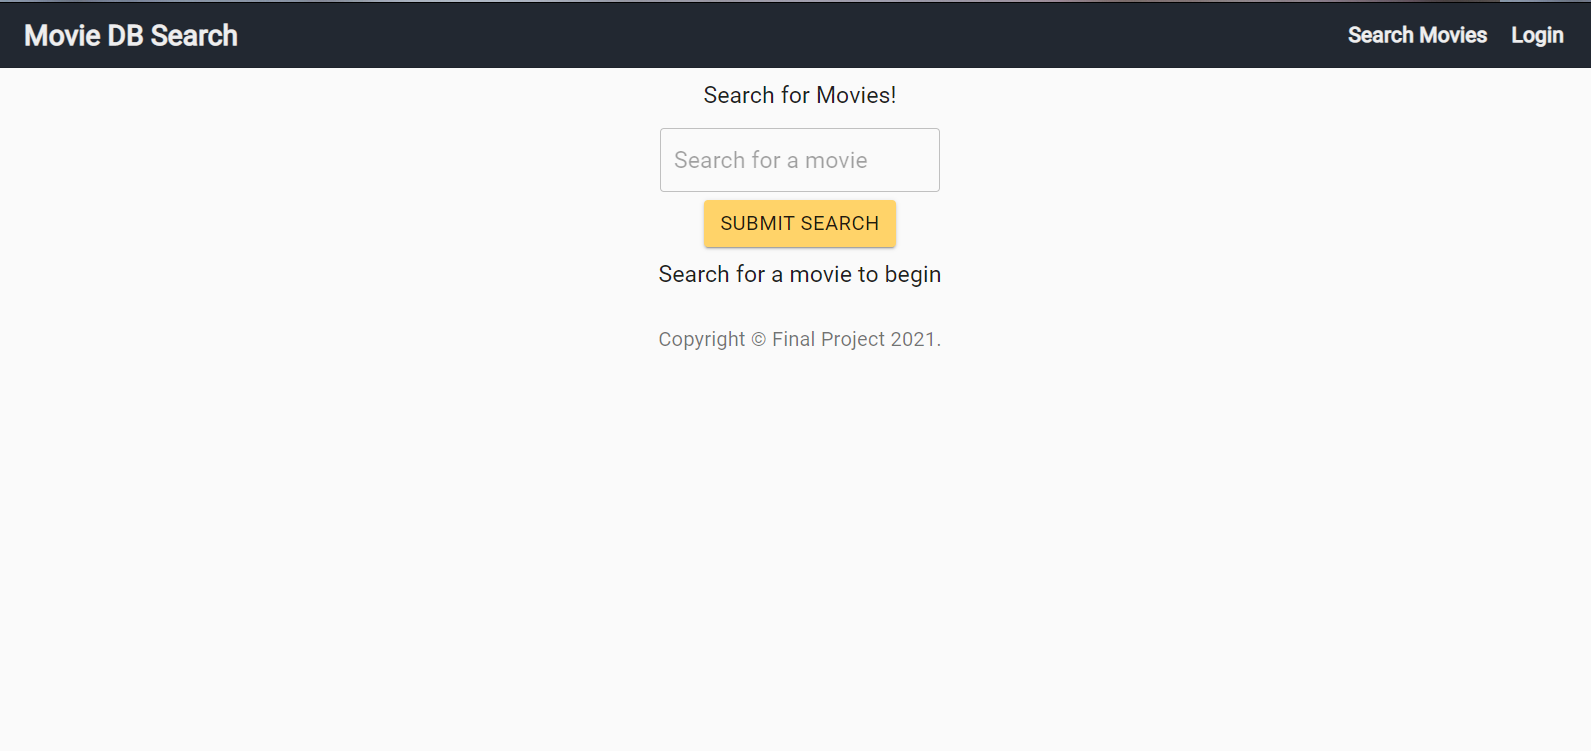 Movie DB Search Search Movies Login
Search for Movies!
Search for a movie
SUBMIT SEARCH
Search for a movie to begin
Copyright © Final Project 2021.